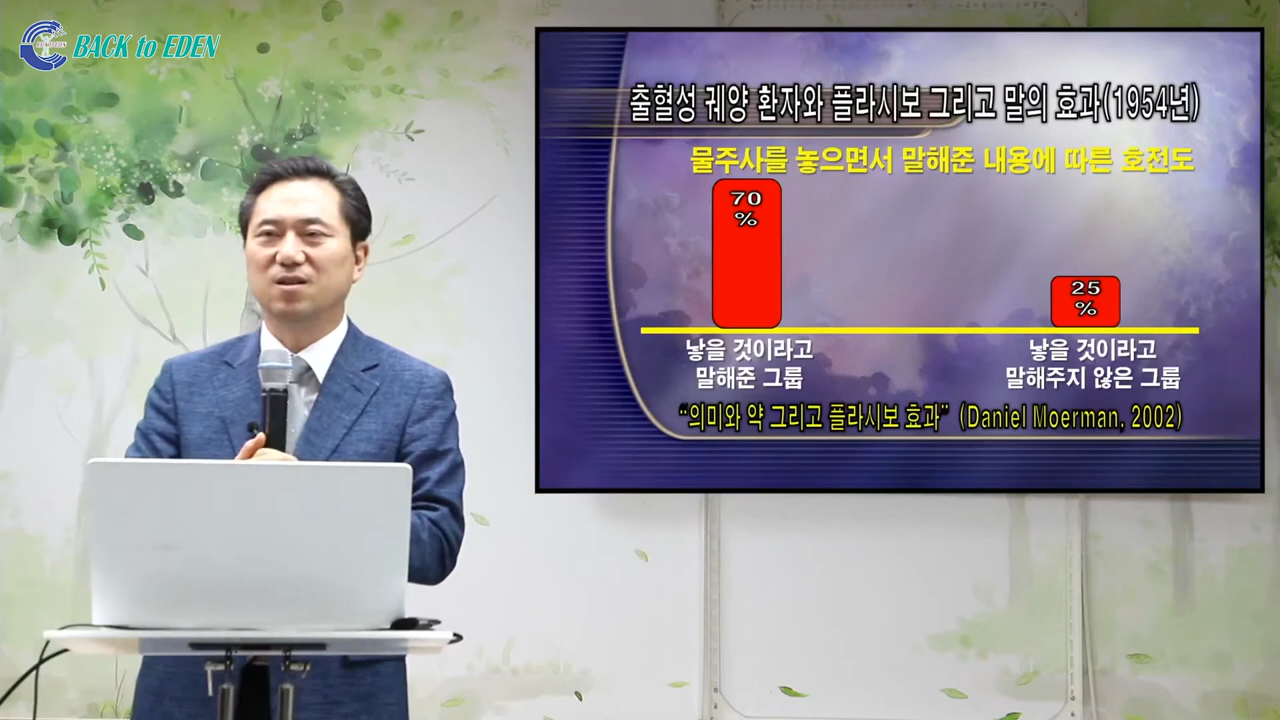 BACK to EDEN
출혈성 궤양 환자와 플라시보 그리고 말의 효과(1954년)
물주사를 놓으면서 말해준 내용에 따른 호전도
70
%
25
%
낳을 것이라고
말해준 그룹
낳을 것이라고
말해주지 않은 그룹
“의미와 약 그리고 플라시보 효과” (Daniel Moerman, 2002)